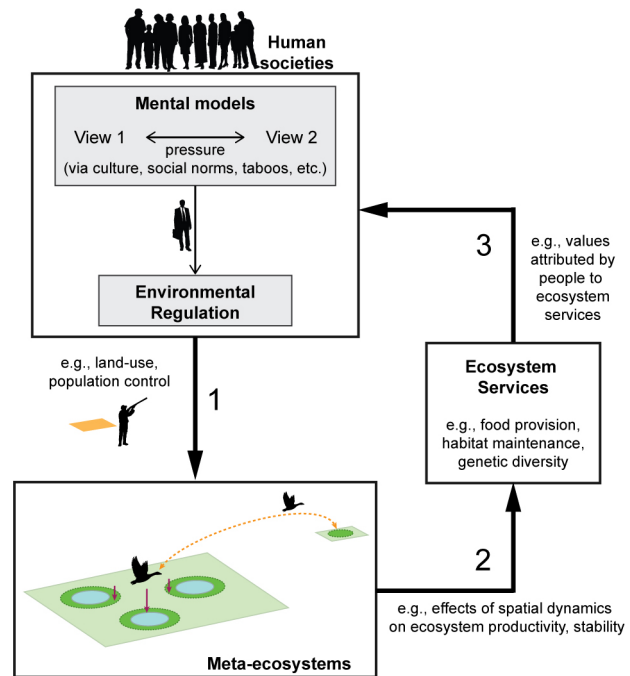 Human
societies
Mental models
View 1 View 2
pressure
(via culture, social norms, taboos, etc.)
Environmental
Regulation
e.g., land-use,
population control
1
3
e.g., values
attributed by
people to
ecosystem
services
Ecosystem
Services
e.g., food provision,
habitat maintenance,
genetic diversity
2
e.g., effects of spatial dynamics
on ecosystem productivity, stability
Meta-ecosystems